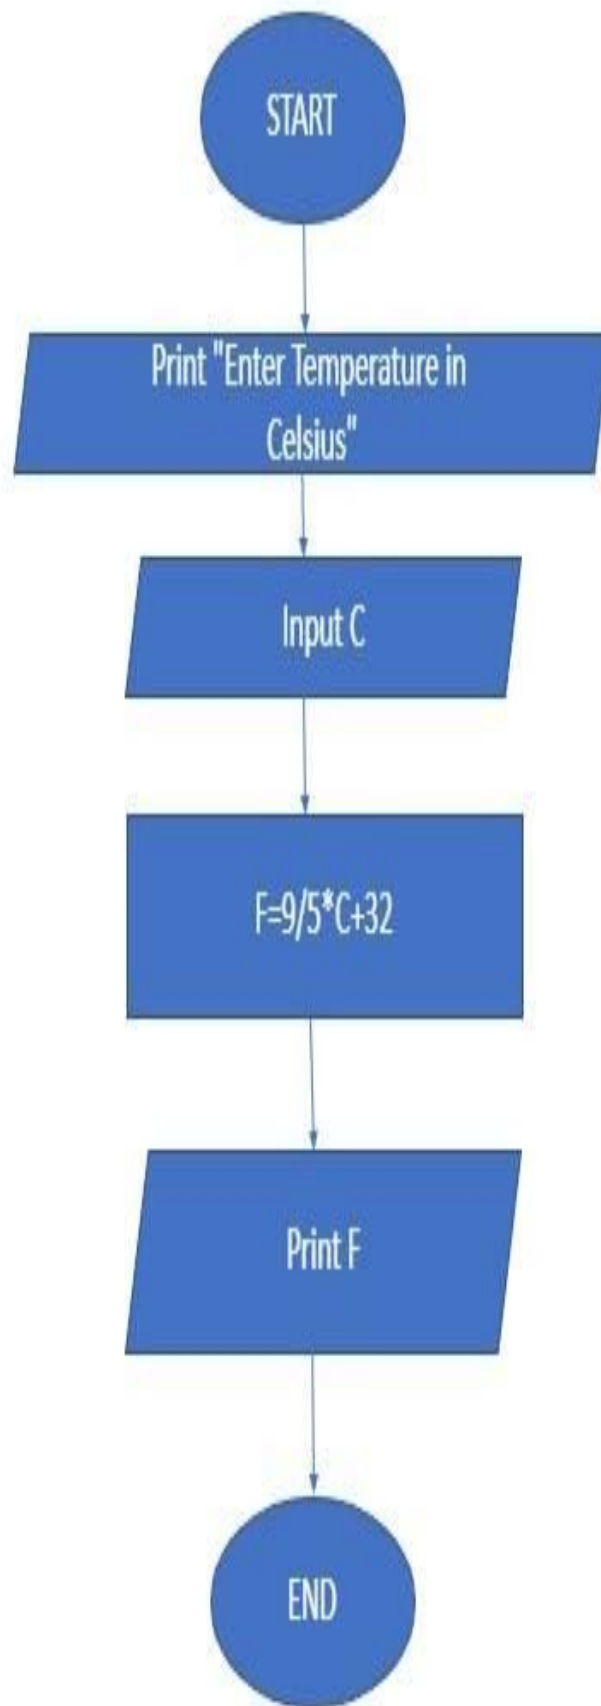 START
Print "Enter Temperature in
Celsius"
Input C
F=9/5*C+32
Print F
END